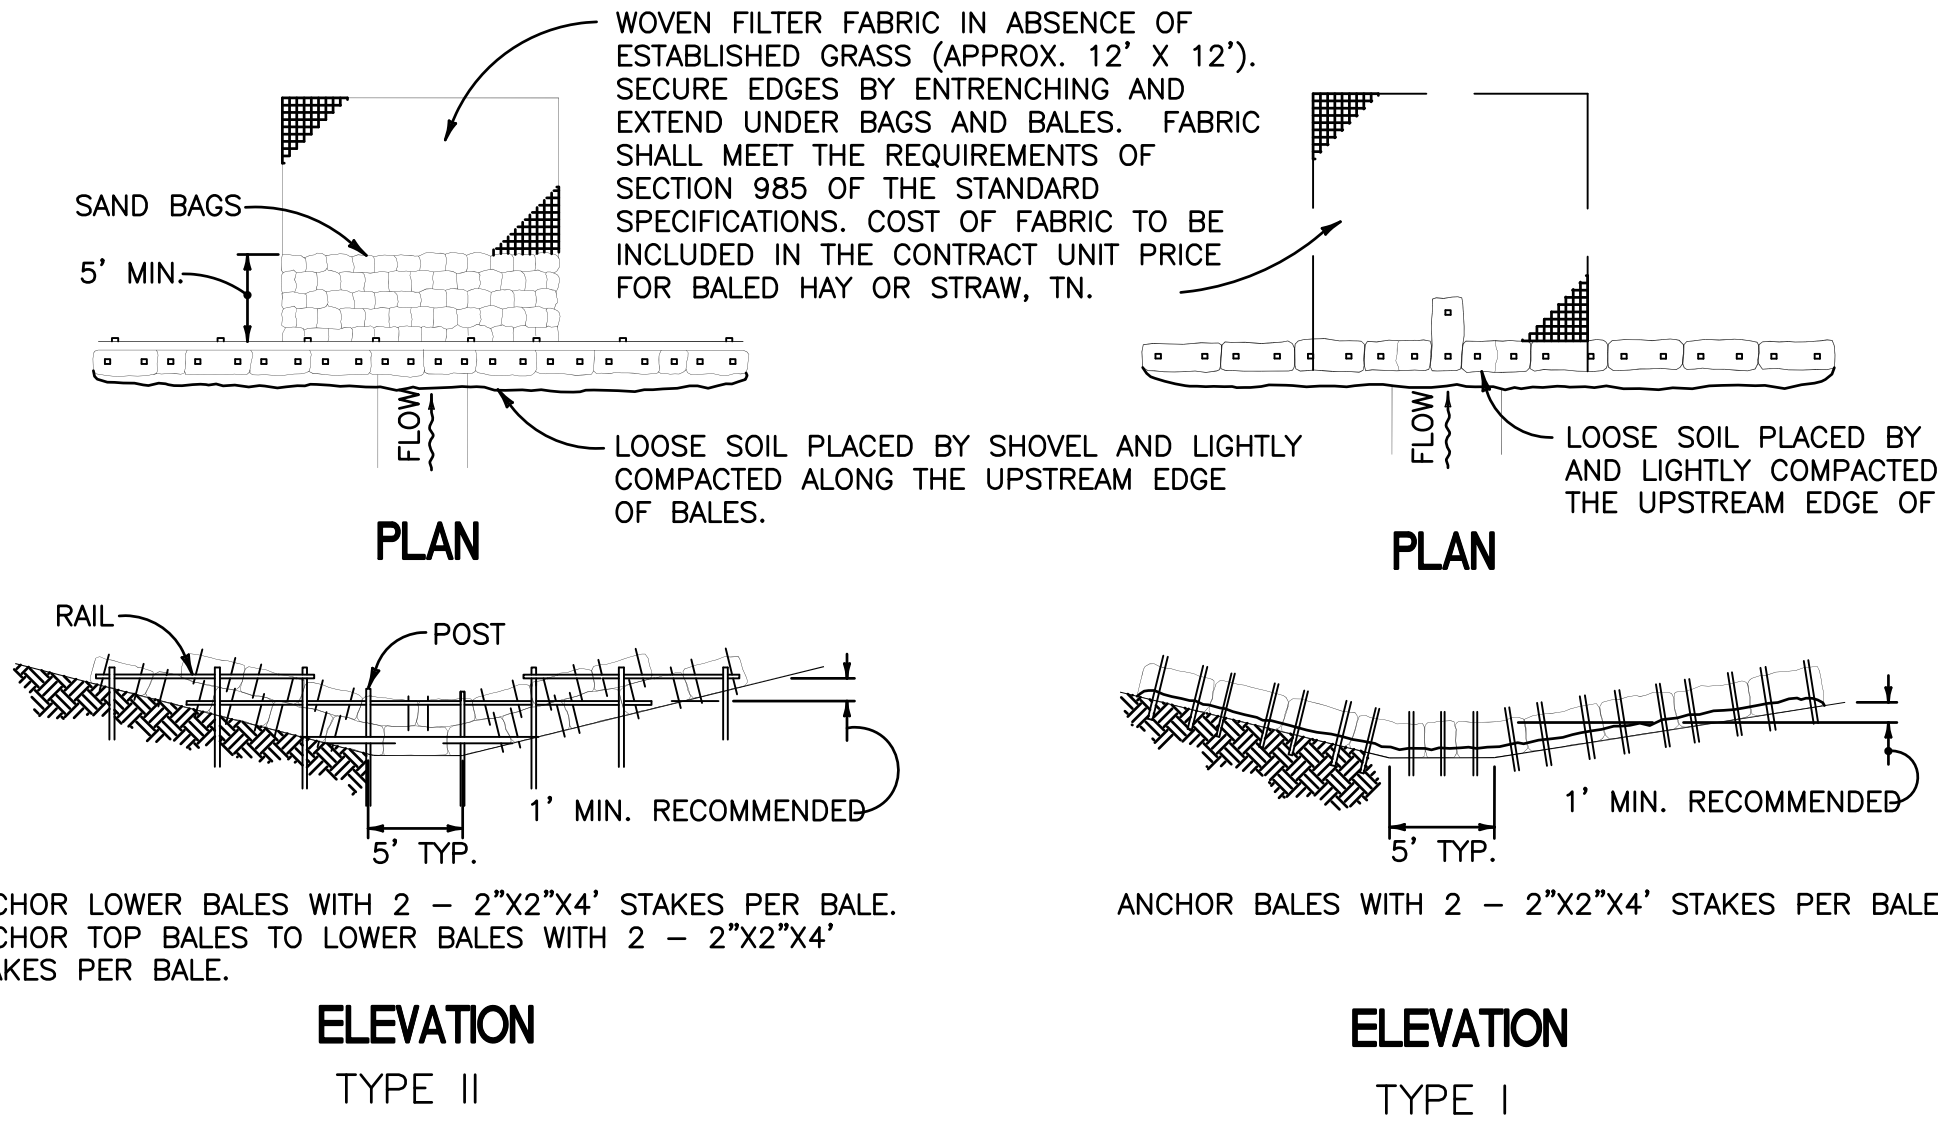 WOVEN FILTER FABRIC IN ABSENCE OF
ESTABLISHED GRASS (APPROX. 12' X 12').
SECURE EDGES BY ENTRENCHING AND
EXTEND UNDER BAGS AND BALES. FABRIC
SHALL MEET THE REQUIREMENTS OF
SECTION 985 OF THE STANDARD
SPECIFICATIONS. COST OF FABRIC TO BE
INCLUDED IN THE CONTRACT UNIT PRICE
FOR BALED HAY OR STRAW, TN.
SAND BAGS
5' MIN.
FLOW
LOOSE SOIL PLACED BY SHOVEL AND LIGHTLY
COMPACTED ALONG THE UPSTREAM EDGE
OF BALES.
PLAN
FLOW
LOOSE SOIL PLACED BY
AND LIGHTLY COMPACTED
THE UPSTREAM EDGE OF
PLAN
RAIL
POST
1' MIN. RECOMMENDED
5' TYP.
CHOR LOWER BALES WITH 2 – 2"X2"X4' STAKES PER BALE.
CHOR TOP BALES TO LOWER BALES WITH 2 – 2"X2"X4'
AKES PER BALE.
ELEVATION
TYPE II
1' MIN. RECOMMENDED
5' TYP.
ANCHOR BALES WITH 2 – 2"X2"X4' STAKES PER BALE
ELEVATION
TYPE I